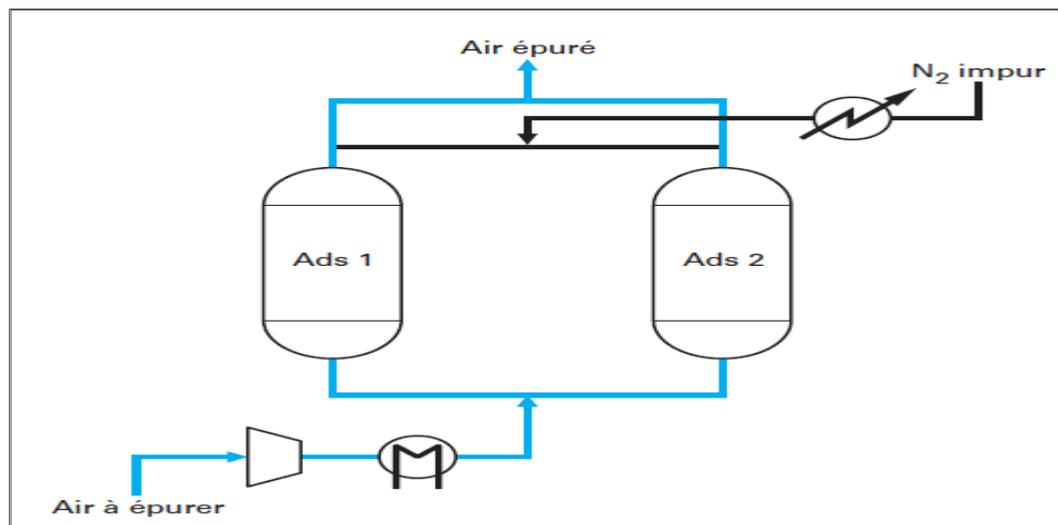 Air épuré
N₂ impur
Ads 1
Ads 2
Air à épurer